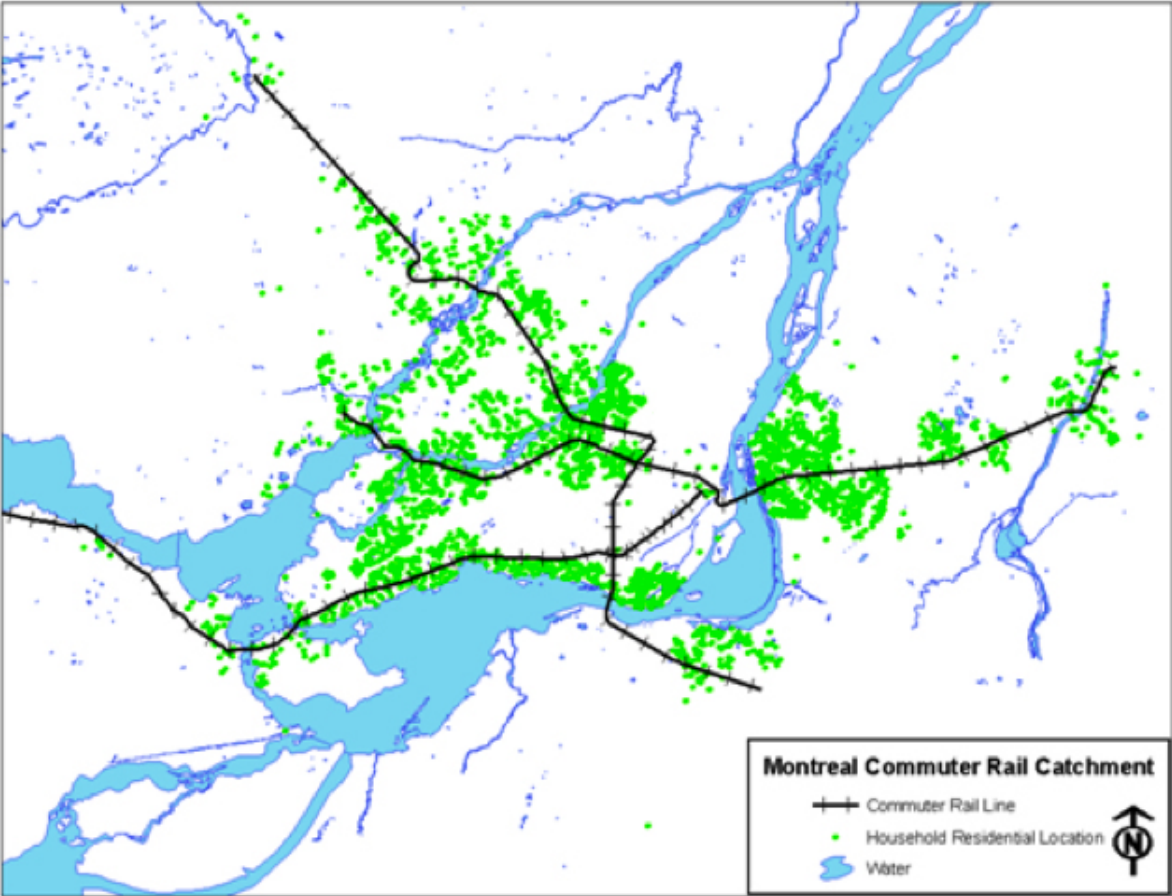 Montreal Commuter Rail Catchment
Commuter Rail Line
Household Residential Location
Water
N